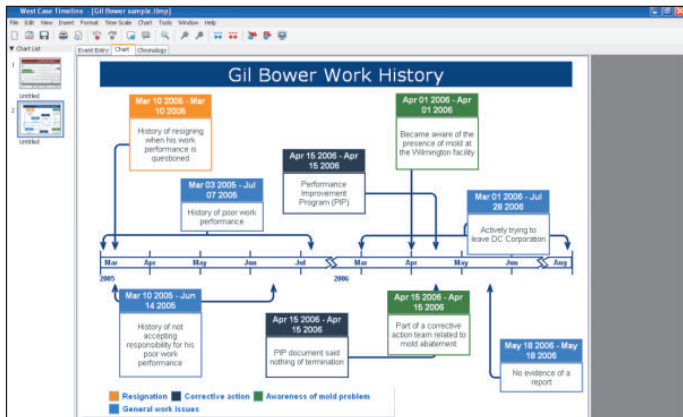 West Case Timeline - [Gil Bower sample.tlmp]
File Edit View Insert Format Time Scale Chart Tools Window Help
Chart List
Event Entry Chart Chronology
1
Untitled
2
Untitled
Gil Bower Work History
Mar 10 2005 - Mar
10 2005
History of resigning
when his work
performance is
questioned
Apr 01 2006 - Apr
01 2006
Became aware of the
presence of mold at
the Wilmington facility
Apr 15 2006 - Apr
15 2006
Performance
Improvement
Program (PIP)
Mar 03 2005 - Jul
07 2005
History of poor work
performance
Mar 01 2006 - Jul
28 2006
Actively trying to
leave DC Corporation
Mar Apr May Jun Jul Mar Apr May Jun Aug
2005 2006
Mar 10 2005 - Jun
14 2005
History of not
accepting
responsibility for his
poor work
performance
Apr 15 2006 - Apr
15 2006
PIP document said
nothing of termination
Apr 15 2006 - Apr
15 2006
Part of a corrective
action team related to
mold abatement
May 18 2006 - May
18 2006
No evidence of a
report
Resignation Corrective action Awareness of mold problem
General work issues